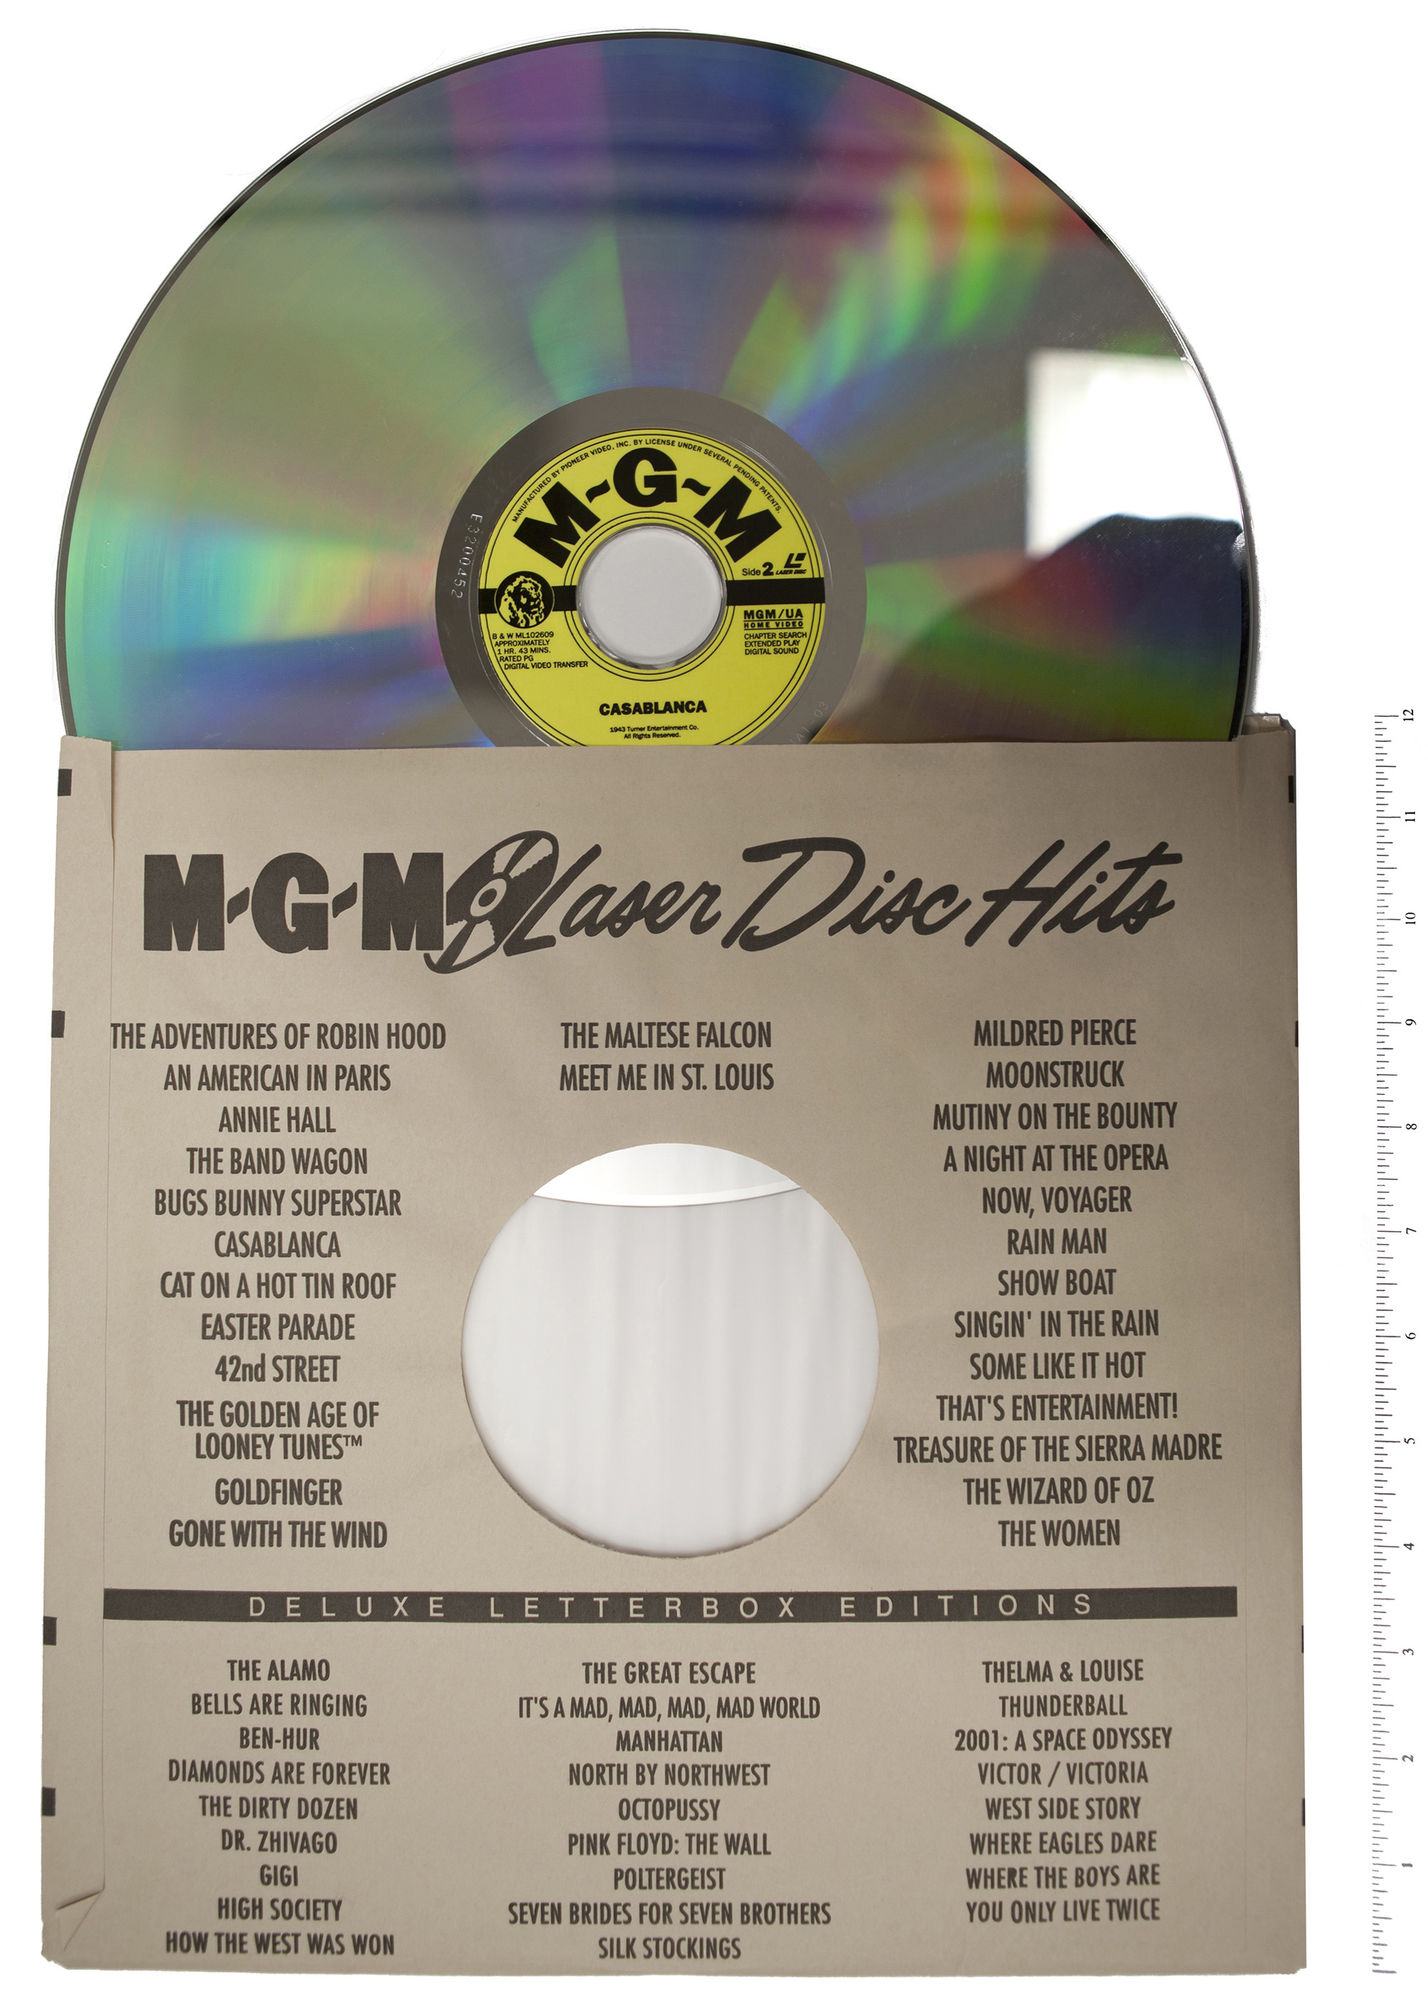 MANUFACTURED BY PIONEER VIDEO, INC. BY LICENSE UNDER SEVERAL PENDING PATENTS.
M~G~M
E3200452
Side 2
LASER DISC
MGM/UA
HOME VIDEO
B & W ML102609
APPROXIMATELY
1 HR. 43 MINS.
RATED PG
DIGITAL VIDEO TRANSFER
CHAPTER SEARCH
EXTENDED PLAY
DIGITAL SOUND
CASABLANCA
1943 Turner Entertainment Co.
All Rights Reserved.
M-G-M Laser Disc Hits
THE ADVENTURES OF ROBIN HOOD
AN AMERICAN IN PARIS
ANNIE HALL
THE BAND WAGON
BUGS BUNNY SUPERSTAR
CASABLANCA
CAT ON A HOT TIN ROOF
EASTER PARADE
42nd STREET
THE GOLDEN AGE OF
LOONEY TUNES™
GOLDFINGER
GONE WITH THE WIND
THE MALTESE FALCON
MEET ME IN ST. LOUIS
MILDRED PIERCE
MOONSTRUCK
MUTINY ON THE BOUNTY
A NIGHT AT THE OPERA
NOW, VOYAGER
RAIN MAN
SHOW BOAT
SINGIN' IN THE RAIN
SOME LIKE IT HOT
THAT'S ENTERTAINMENT!
TREASURE OF THE SIERRA MADRE
THE WIZARD OF OZ
THE WOMEN
DELUXE LETTERBOX EDITIONS
THE ALAMO
BELLS ARE RINGING
BEN-HUR
DIAMONDS ARE FOREVER
THE DIRTY DOZEN
DR. ZHIVAGO
GIGI
HIGH SOCIETY
HOW THE WEST WAS WON
THE GREAT ESCAPE
IT'S A MAD, MAD, MAD, MAD WORLD
MANHATTAN
NORTH BY NORTHWEST
OCTOPUSSY
PINK FLOYD: THE WALL
POLTERGEIST
SEVEN BRIDES FOR SEVEN BROTHERS
SILK STOCKINGS
THELMA & LOUISE
THUNDERBALL
2001: A SPACE ODYSSEY
VICTOR / VICTORIA
WEST SIDE STORY
WHERE EAGLES DARE
WHERE THE BOYS ARE
YOU ONLY LIVE TWICE
12
11
10
9
8
7
6
5
4
3
2
1